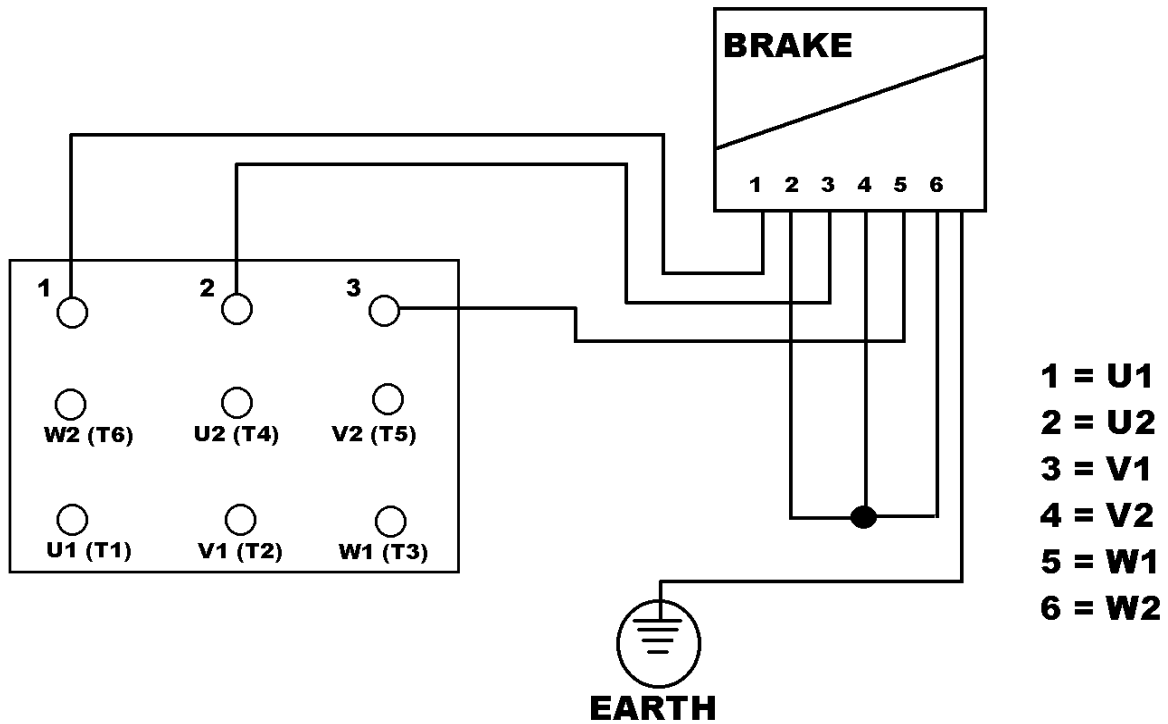 BRAKE
1 2 3 4 5 6
1 2 3
W2 (T6) U2 (T4) V2 (T5)
U1 (T1) V1 (T2) W1 (T3)
1 = U1
2 = U2
3 = V1
4 = V2
5 = W1
6 = W2
EARTH